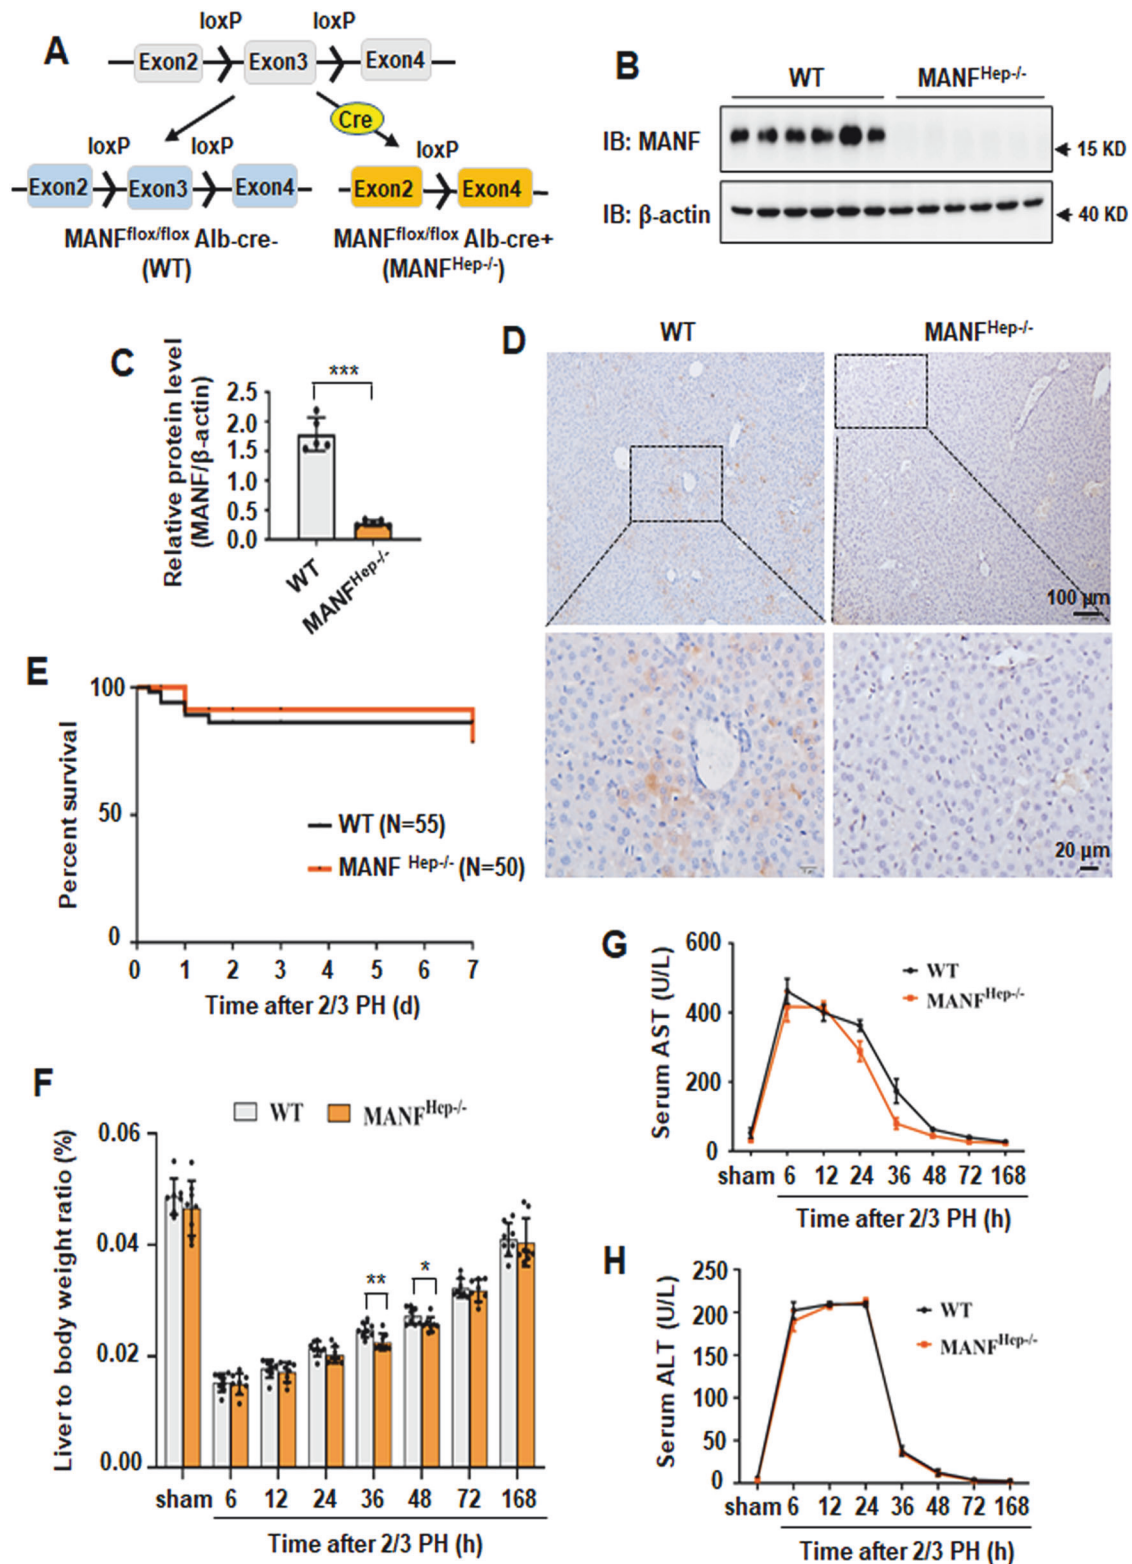 A
loxP loxP
Exon2 Exon3 Exon4
Cre
loxP loxP
Exon2 Exon3 Exon4
loxP
Exon2 Exon4
MANFflox/flox Alb-cre-
(WT)
MANFflox/flox Alb-cre+
(MANFHep-/-)
B
WT MANFHep-/-
IB: MANF
15 KD
IB: β-actin
40 KD
C
Relative protein level
(MANF/β-actin)
2.5
2.0
1.5
1.0
0.5
0.0
***
WT
MANFHep-/-
D
WT MANFHep-/-
100 µm
20 µm
E
Percent survival
100
50
0
WT (N=55)
MANF Hep-/- (N=50)
0 1 2 3 4 5 6 7
Time after 2/3 PH (d)
F
WT MANFHep-/-
Liver to body weight ratio (%)
0.06
0.04
0.02
0.00
** *
sham 6 12 24 36 48 72 168
Time after 2/3 PH (h)
G
Serum AST (U/L)
600
400
200
0
WT
MANFHep-/-
sham 6 12 24 36 48 72 168
Time after 2/3 PH (h)
H
Serum ALT (U/L)
250
200
150
100
50
0
WT
MANFHep-/-
sham 6 12 24 36 48 72 168
Time after 2/3 PH (h)